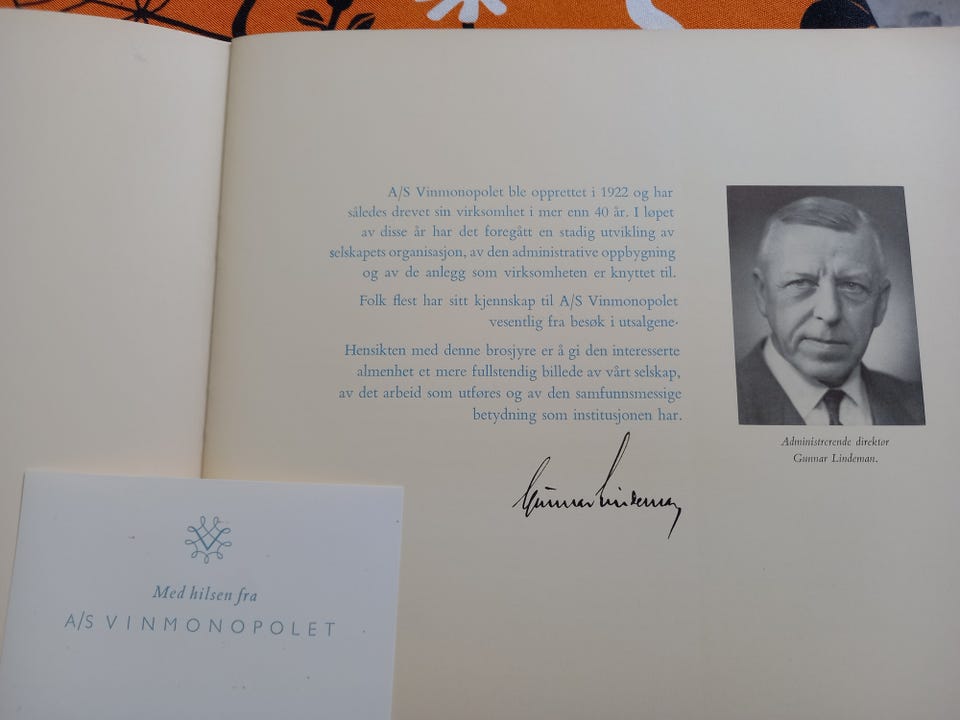 A/S Vinmonopolet ble opprettet i 1922 og har
således drevet sin virksomhet i mer enn 40 år. I løpet
av disse år har det foregått en stadig utvikling av
selskapets organisasjon, av den administrative oppbygning
og av de anlegg som virksomheten er knyttet til.
Folk flest har sitt kjennskap til A/S Vinmonopolet
vesentlig fra besøk i utsalgene.
Hensikten med denne brosjyre er å gi den interesserte
almenhet et mere fullstendig billede av vårt selskap,
av det arbeid som utføres og av den samfunnsmessige
betydning som institusjonen har.
Gunnar Lindeman
Administrerende direktør
Gunnar Lindeman.
Med hilsen fra
A/S VINMONOPOLET